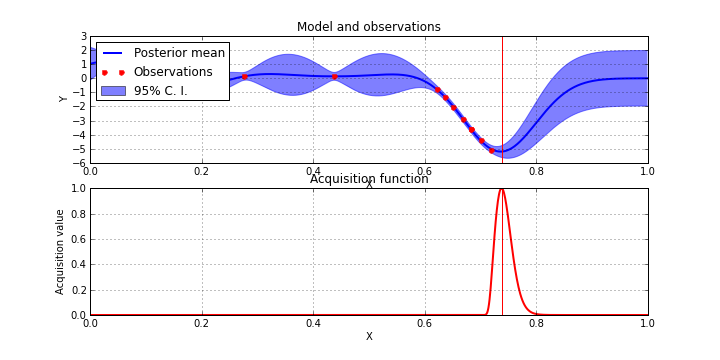 Model and observations
3
2
1
0
−1
−2
−3
−4
−5
−6
Y
Posterior mean
Observations
95% C. I.
0.0 0.2 0.4 0.6 0.8 1.0
X
Acquisition function
1.0
0.8
0.6
0.4
0.2
0.0
Acquisition value
0.0 0.2 0.4 0.6 0.8 1.0
X